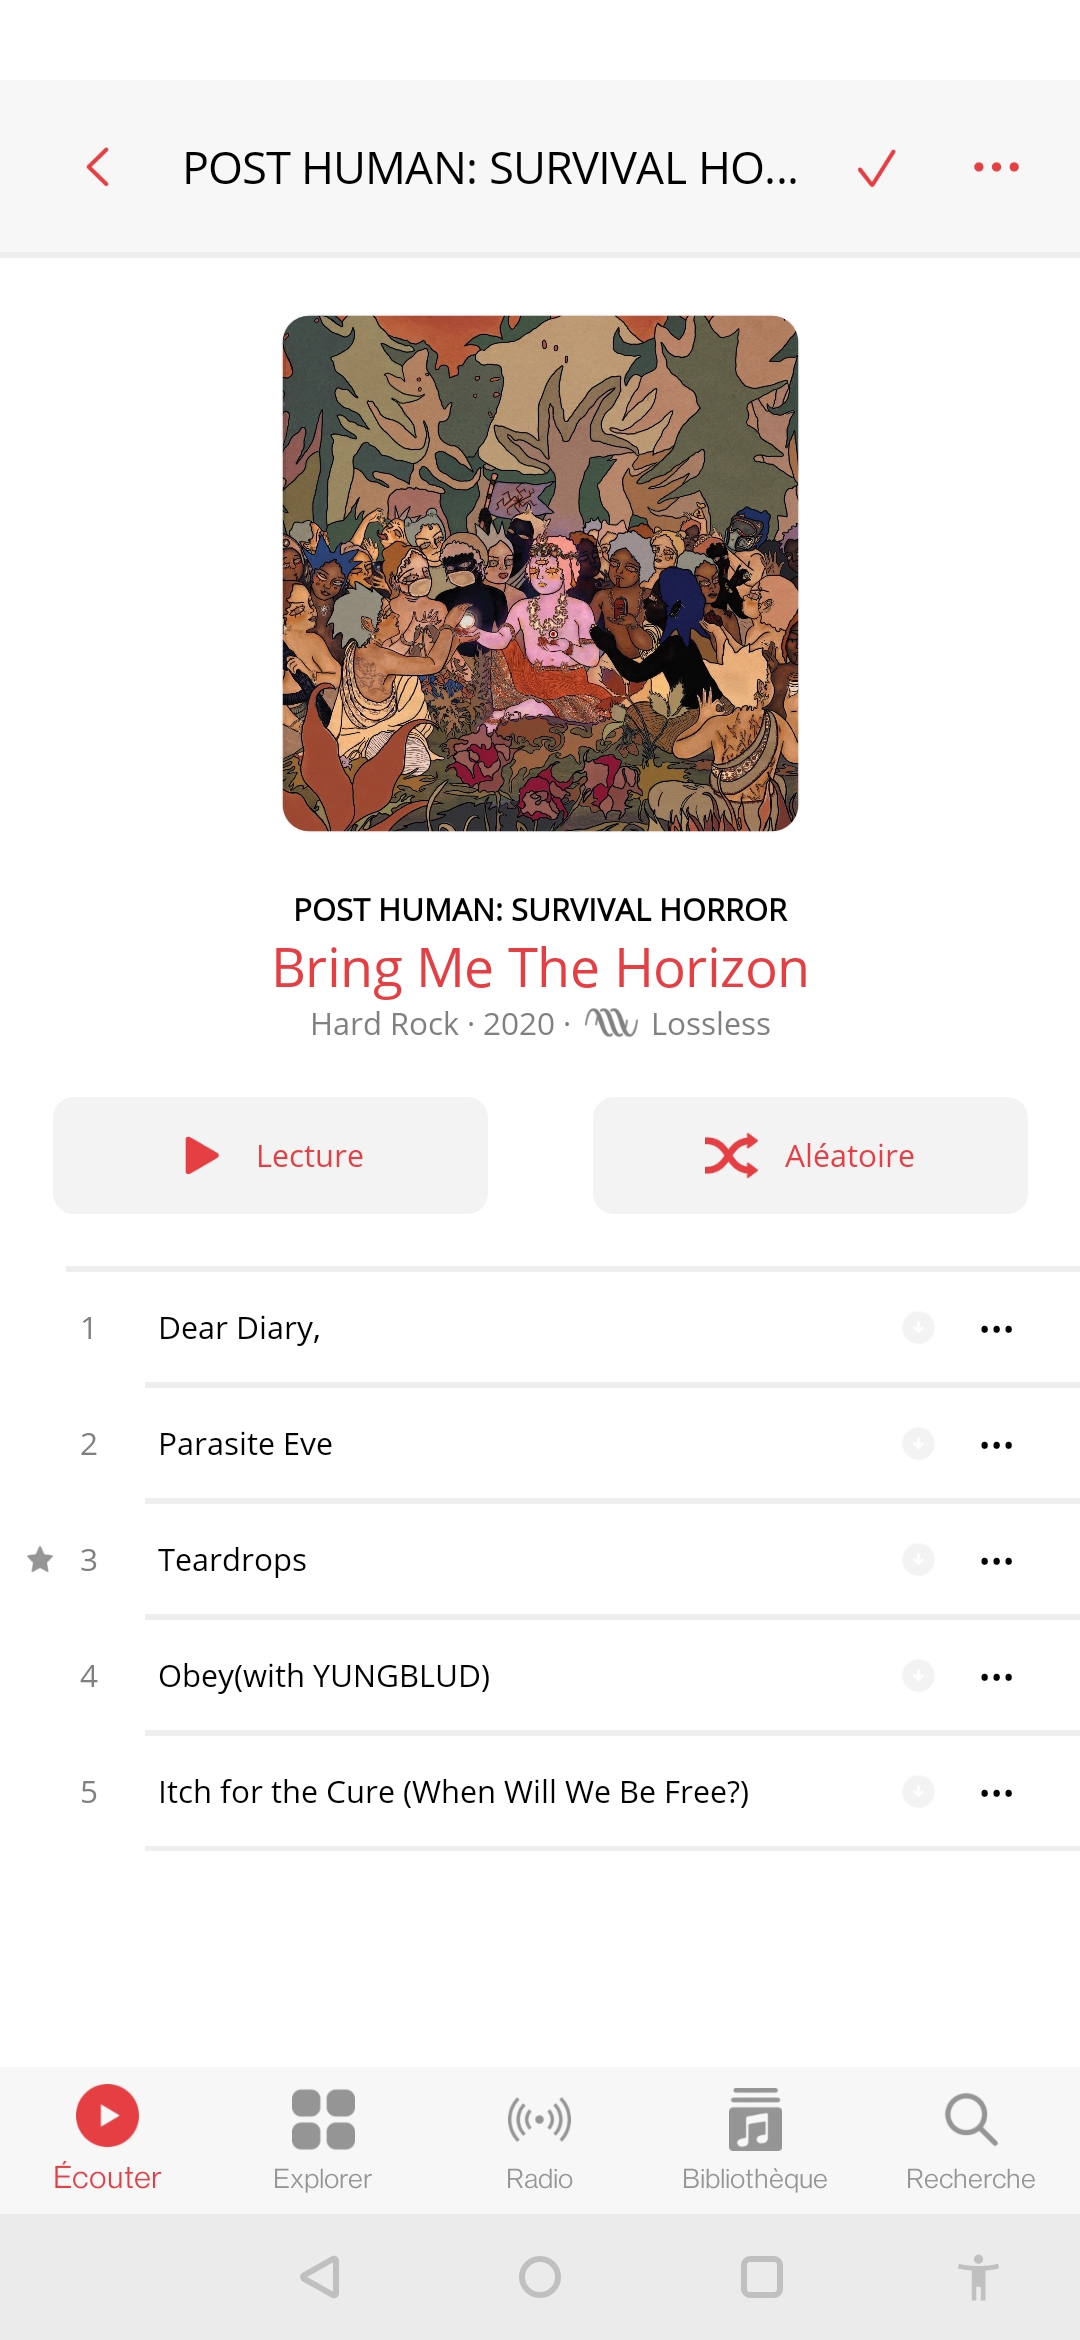 POST HUMAN: SURVIVAL HO...
POST HUMAN: SURVIVAL HORROR
Bring Me The Horizon
Hard Rock · 2020 · Lossless
Lecture
Aléatoire
1 Dear Diary,
2 Parasite Eve
3 Teardrops
4 Obey(with YUNGBLUD)
5 Itch for the Cure (When Will We Be Free?)
Écouter
Explorer
Radio
Bibliothèque
Recherche